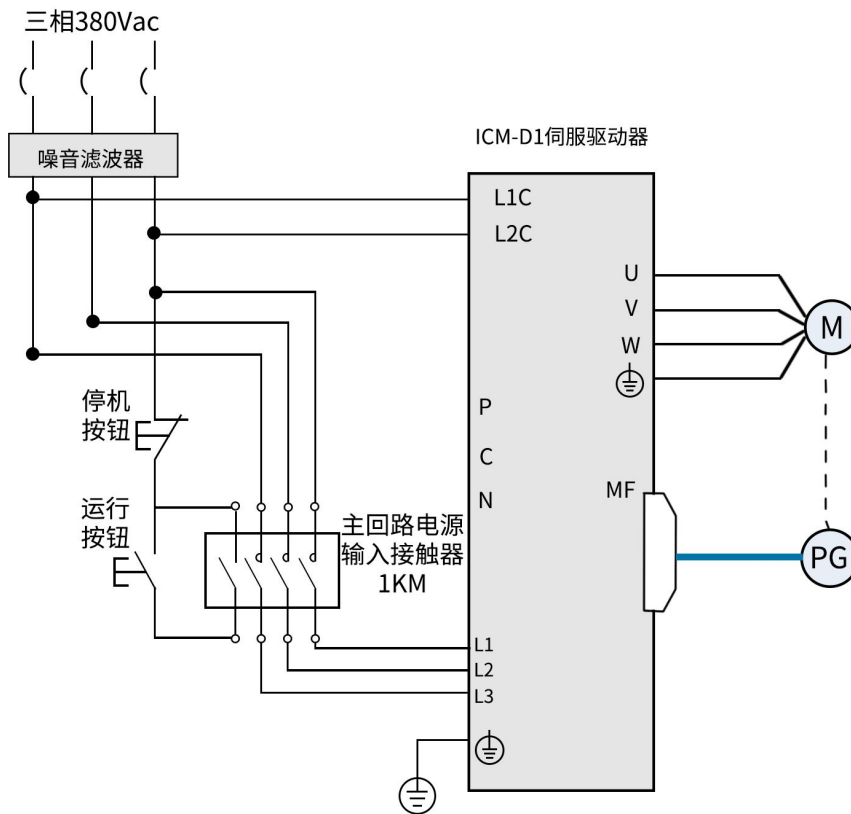 三相380Vac
噪音滤波器
ICM-D1伺服驱动器
L1C
L2C
U
V
W
M
P
C
N
MF
PG
停机
按钮
运行
按钮
主回路电源
输入接触器
1KM
L1
L2
L3